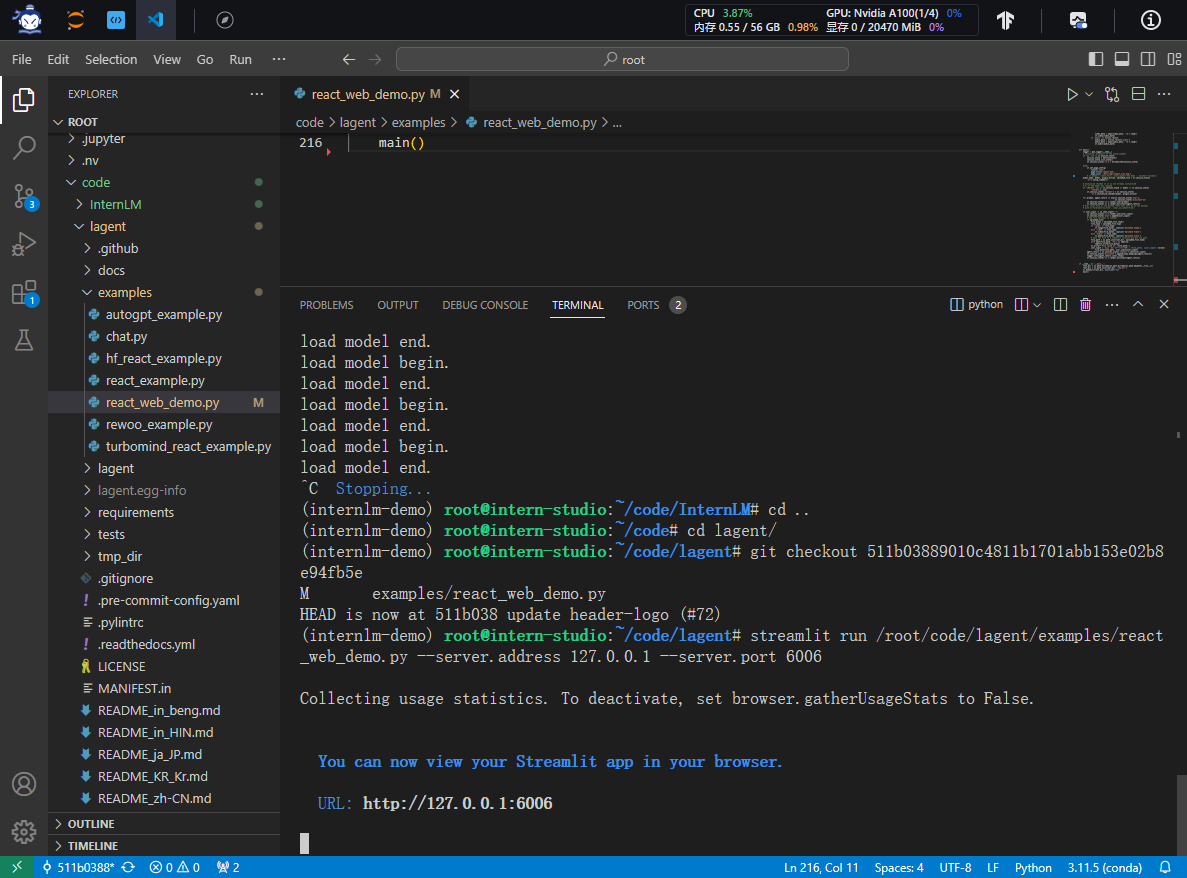 CPU 3.87% GPU: Nvidia A100(1/4) 0%
内存 0.55 / 56 GB 0.98% 显存 0 / 20470 MiB 0%
File Edit Selection View Go Run ··· root
EXPLORER ···
ROOT
.jupyter
.nv
code
InternLM
lagent
.github
docs
examples
autogpt_example.py
chat.py
hf_react_example.py
react_example.py
react_web_demo.py M
rewoo_example.py
turbomind_react_example.py
lagent
lagent.egg-info
requirements
tests
tmp_dir
.gitignore
.pre-commit-config.yaml
.pylintrc
.readthedocs.yml
LICENSE
MANIFEST.in
README_in_beng.md
README_in_HIN.md
README_ja_JP.md
README_KR_Kr.md
README_zh-CN.md
OUTLINE
TIMELINE
3
1
react_web_demo.py M
code > lagent > examples > react_web_demo.py > ...
216 main()
PROBLEMS OUTPUT DEBUG CONSOLE TERMINAL PORTS 2 python
load model end.
load model begin.
load model end.
load model begin.
load model end.
load model begin.
load model end.
^C Stopping...
(internlm-demo) root@intern-studio:~/code/InternLM# cd ..
(internlm-demo) root@intern-studio:~/code# cd lagent/
(internlm-demo) root@intern-studio:~/code/lagent# git checkout 511b03889010c4811b1701abb153e02b8
e94fb5e
M examples/react_web_demo.py
HEAD is now at 511b038 update header-logo (#72)
(internlm-demo) root@intern-studio:~/code/lagent# streamlit run /root/code/lagent/examples/react
_web_demo.py --server.address 127.0.0.1 --server.port 6006
Collecting usage statistics. To deactivate, set browser.gatherUsageStats to False.
You can now view your Streamlit app in your browser.
URL: http://127.0.0.1:6006
511b0388* 0 0 2 Ln 216, Col 11 Spaces: 4 UTF-8 LF Python 3.11.5 (conda)